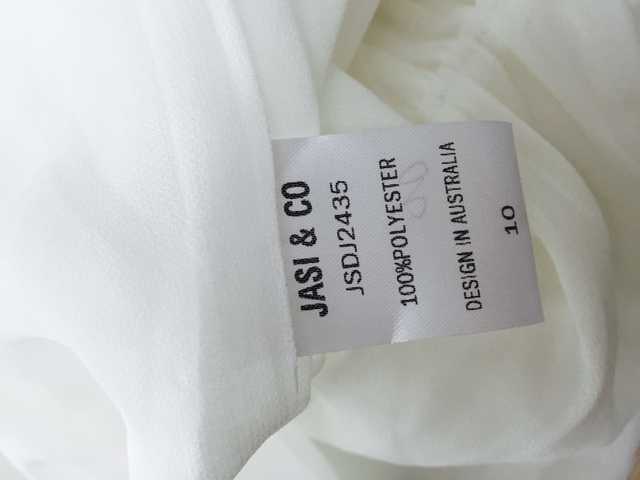 JASI & CO
JSDJ2435
100%POLYESTER
DESIGN IN AUSTRALIA
10